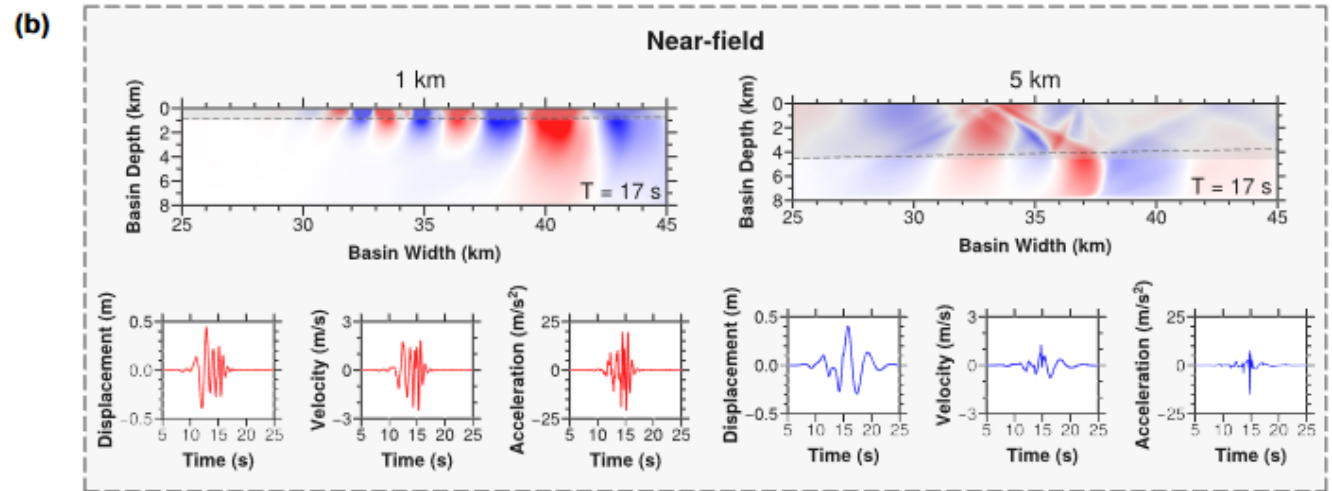 (b)
Near-field
1 km
5 km
Basin Depth (km)
0
2
4
6
8
T = 17 s
25
30
35
40
45
Basin Width (km)
Basin Depth (km)
0
2
4
6
8
T = 17 s
25
30
35
40
45
Basin Width (km)
Displacement (m)
0.5
0.0
−0.5
5 10 15 20 25
Time (s)
Velocity (m/s)
3
0
−3
5 10 15 20 25
Time (s)
Acceleration (m/s²)
25
0
−25
5 10 15 20 25
Time (s)
Displacement (m)
0.5
0.0
−0.5
5 10 15 20 25
Time (s)
Velocity (m/s)
3
0
−3
5 10 15 20 25
Time (s)
Acceleration (m/s²)
25
0
−25
5 10 15 20 25
Time (s)